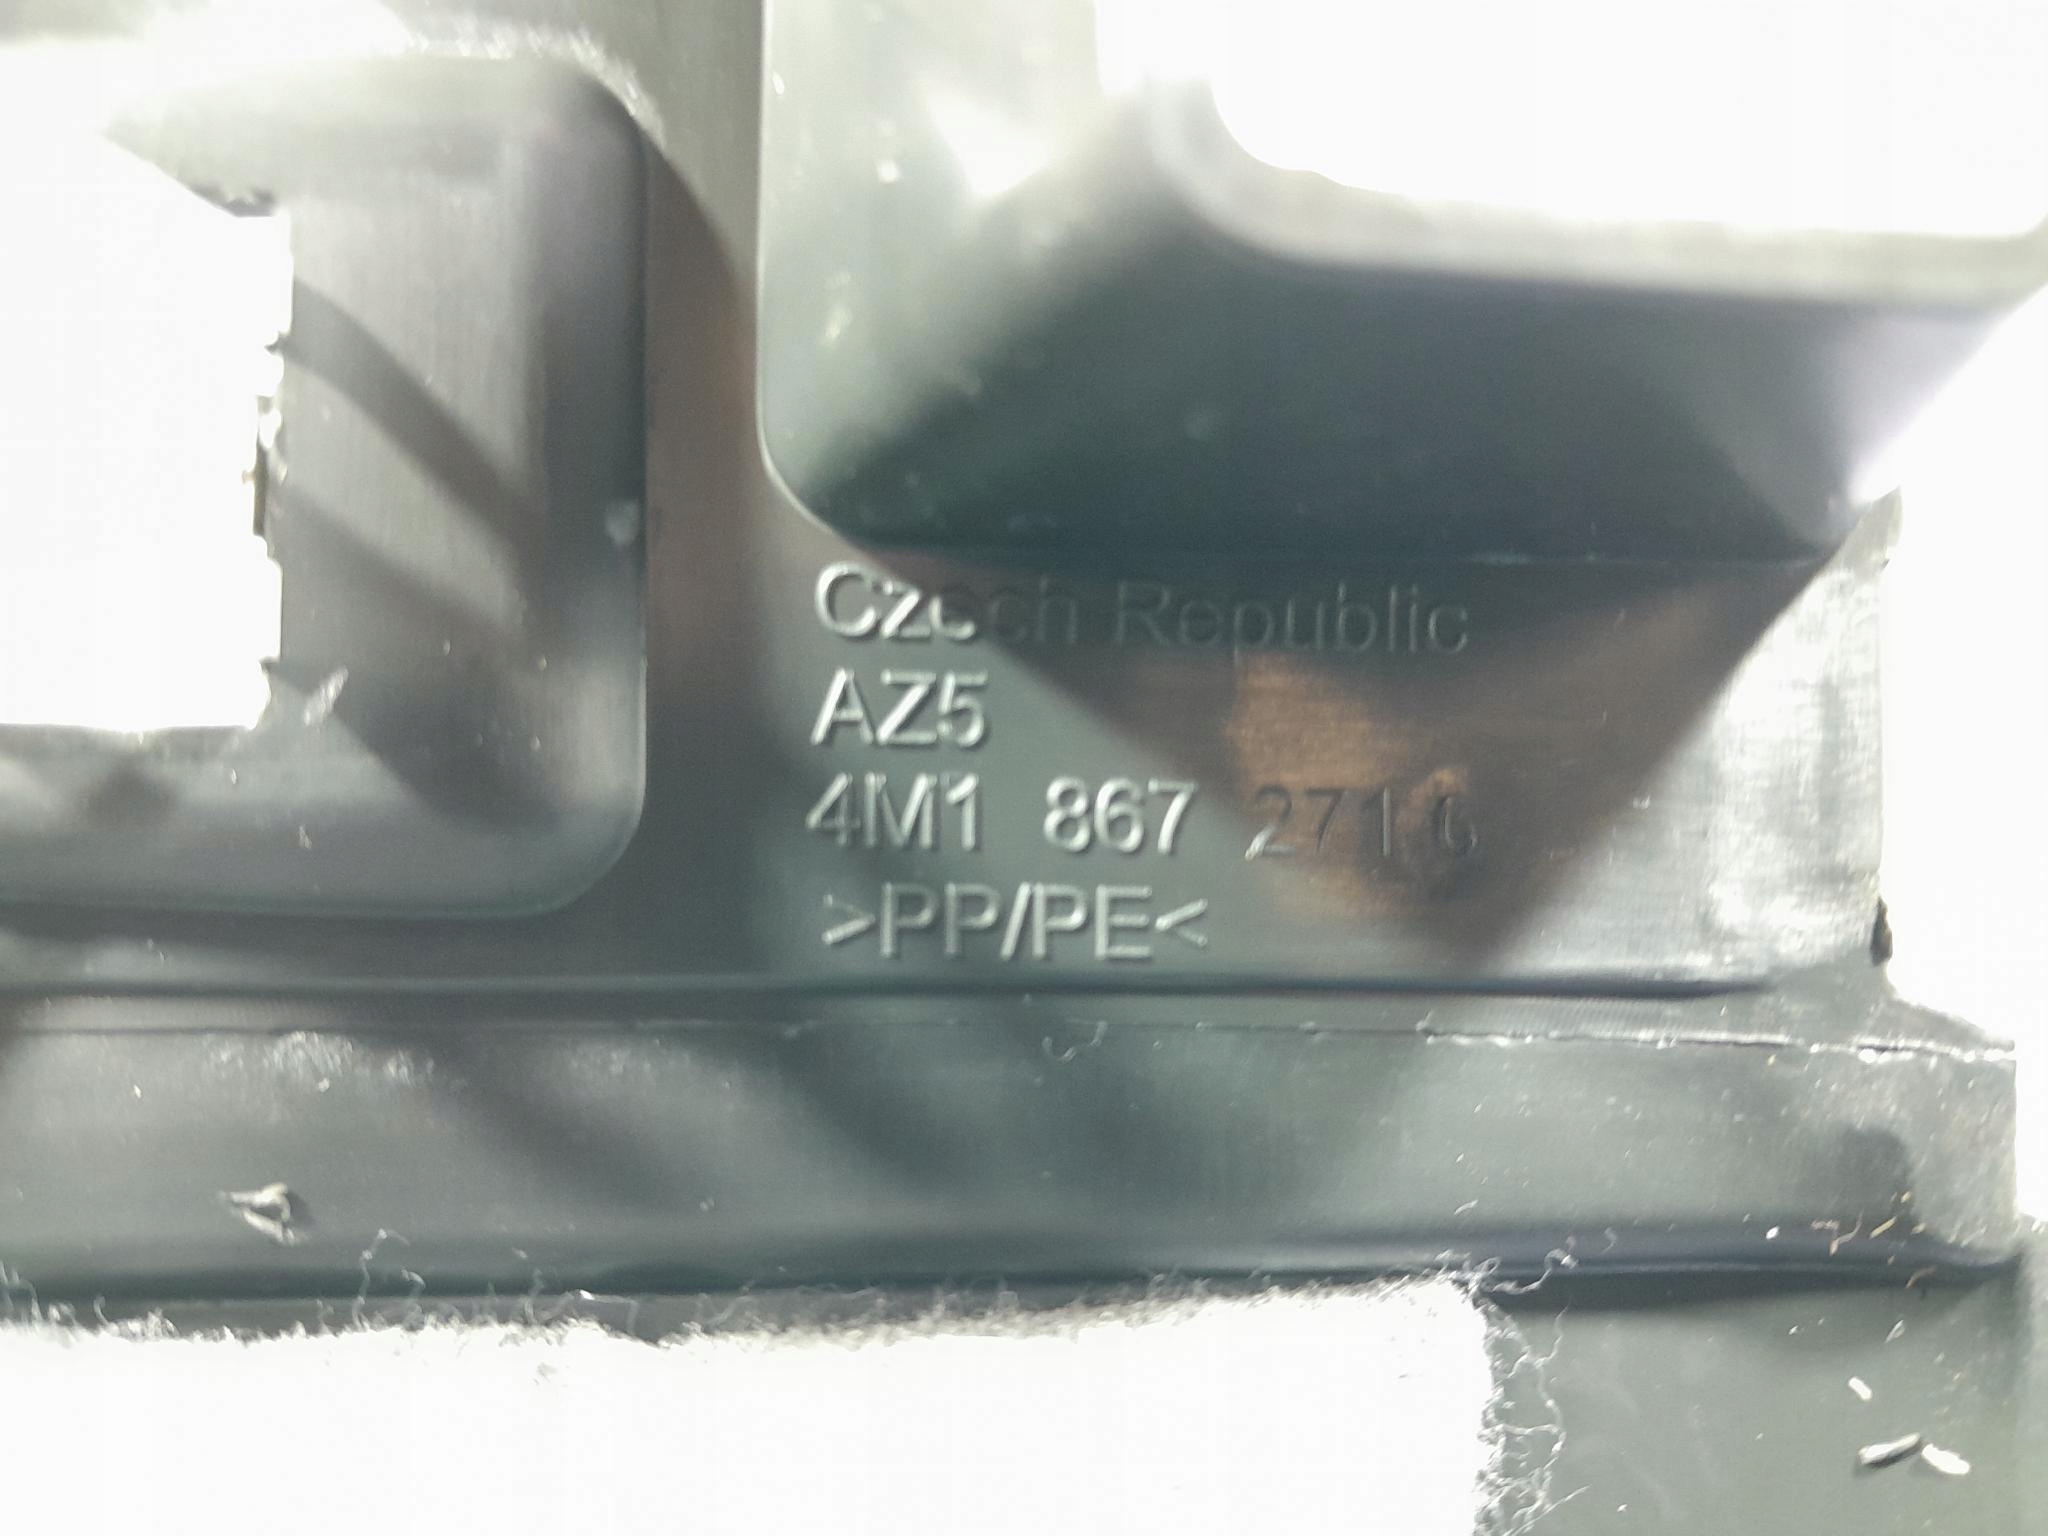 Czech Republic
AZ5
4M1 867 271
>PP/PE<